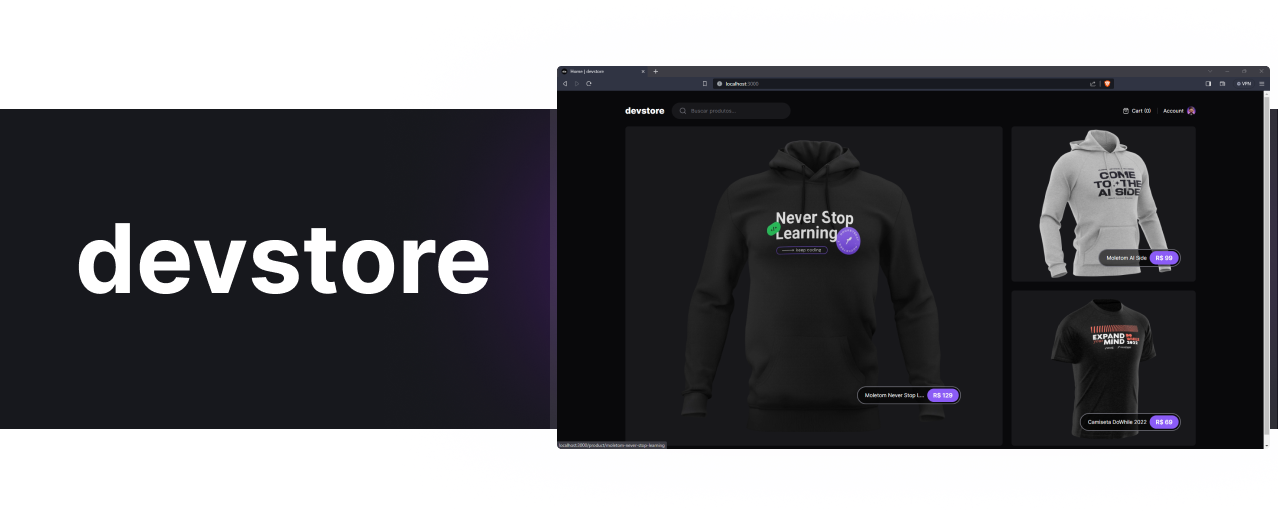 devstore
Home | devstore
localhost:3000
VPN
devstore
Buscar produtos...
Cart (0)
Account
Never Stop
Learning
keep coding
Moletom Never Stop L...
R$ 129
COME
TO THE
AI SIDE
Moletom AI Side
R$ 99
EXPAND
MIND
2022
Camiseta DoWhile 2022
R$ 69
localhost:3000/product/moletom-never-stop-learning